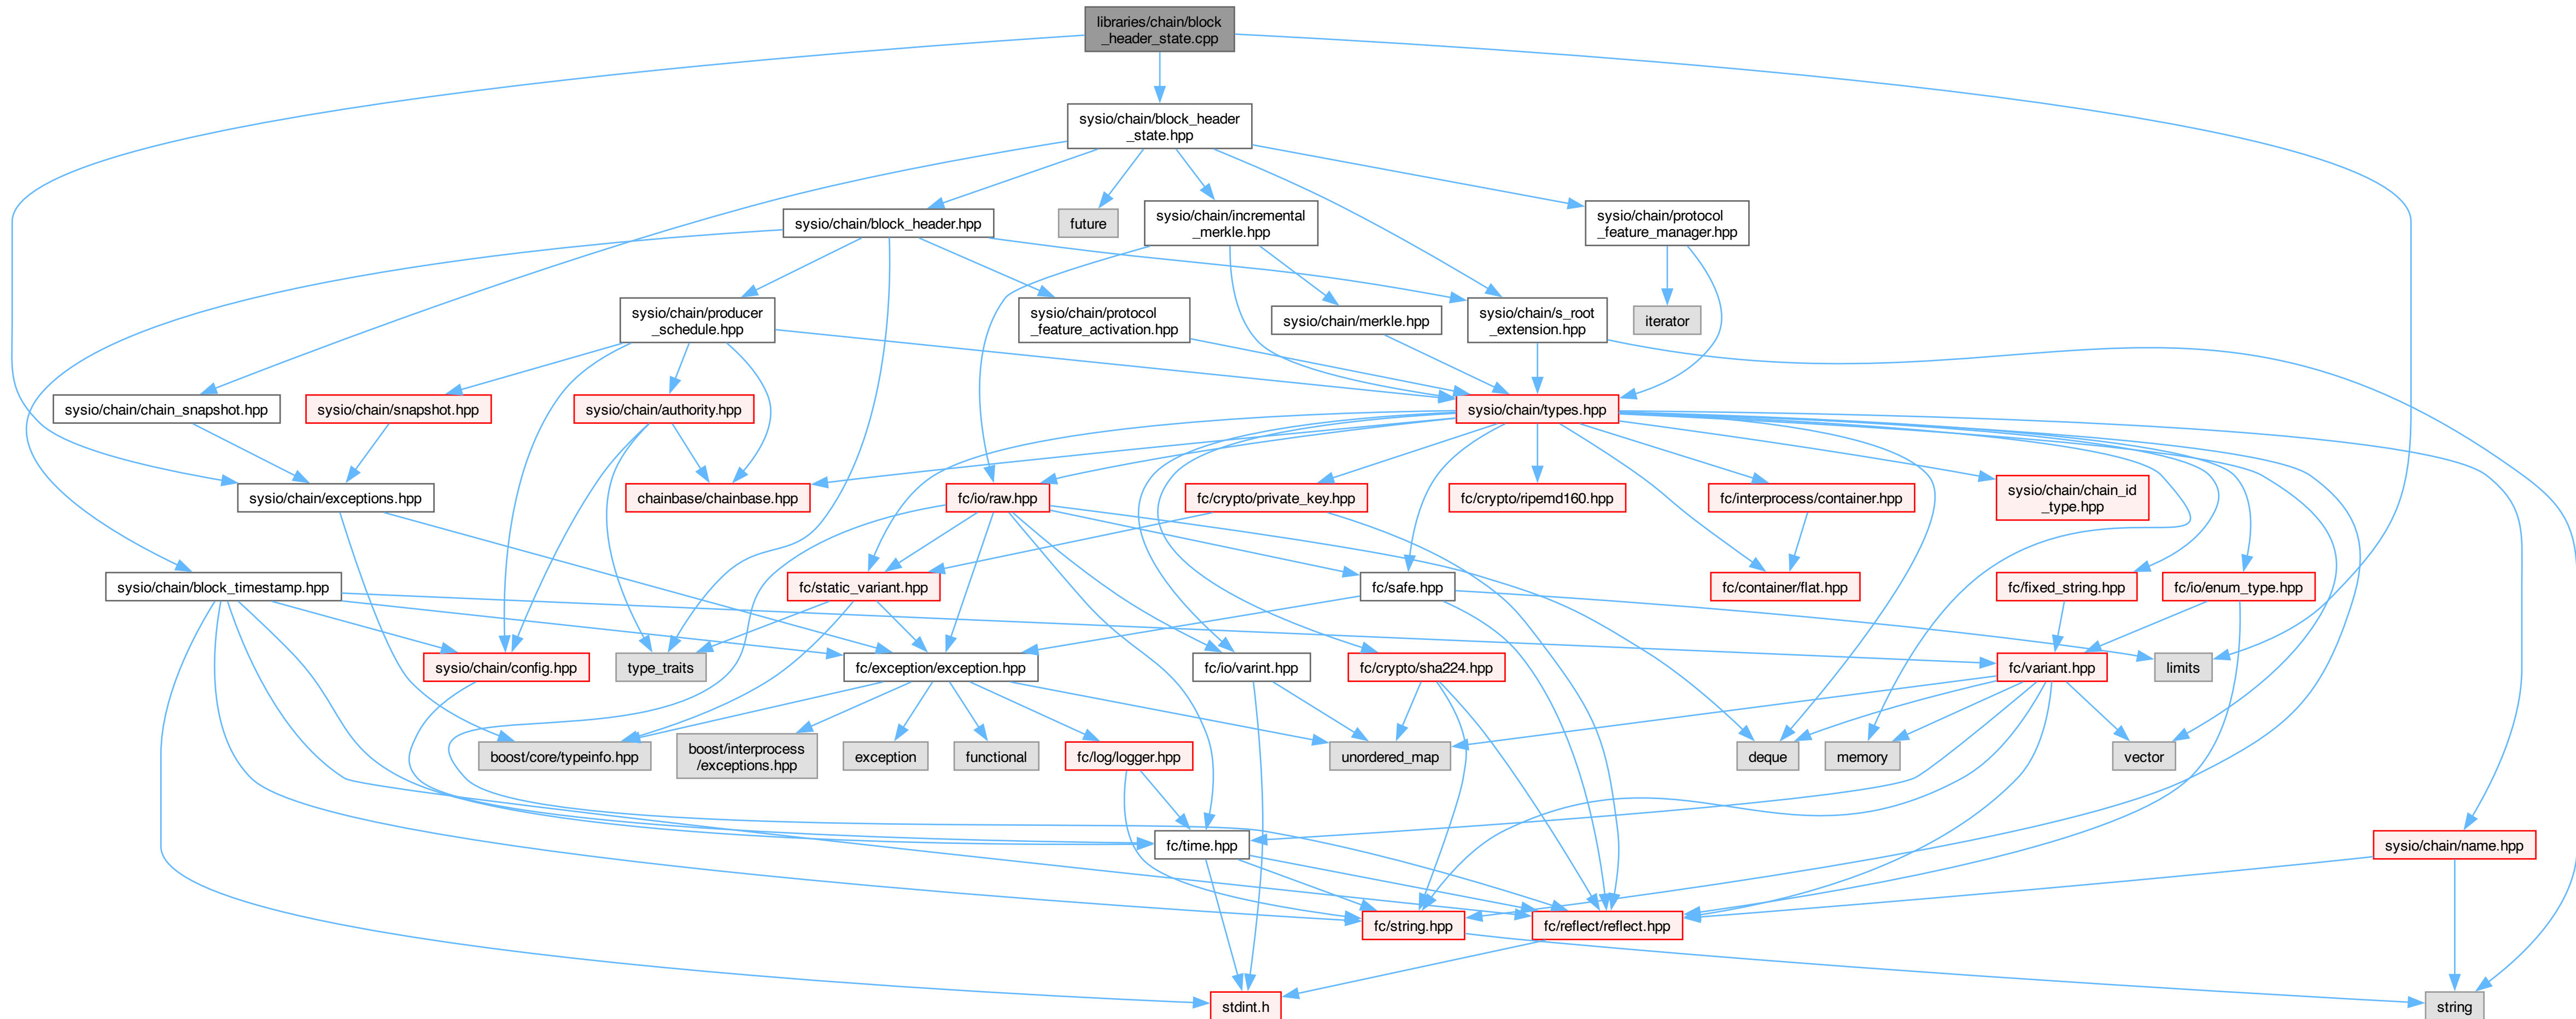 libraries/chain/block
_header_state.cpp
sysio/chain/block_header
_state.hpp
sysio/chain/block_header.hpp
future
sysio/chain/incremental
_merkle.hpp
sysio/chain/protocol
_feature_manager.hpp
sysio/chain/producer
_schedule.hpp
sysio/chain/protocol
_feature_activation.hpp
sysio/chain/merkle.hpp
sysio/chain/s_root
_extension.hpp
iterator
sysio/chain/chain_snapshot.hpp
sysio/chain/snapshot.hpp
sysio/chain/authority.hpp
sysio/chain/types.hpp
sysio/chain/exceptions.hpp
chainbase/chainbase.hpp
fc/io/raw.hpp
fc/crypto/private_key.hpp
fc/crypto/ripemd160.hpp
fc/interprocess/container.hpp
sysio/chain/chain_id
_type.hpp
sysio/chain/block_timestamp.hpp
fc/static_variant.hpp
fc/safe.hpp
fc/container/flat.hpp
fc/fixed_string.hpp
fc/io/enum_type.hpp
sysio/chain/config.hpp
type_traits
fc/exception/exception.hpp
fc/io/varint.hpp
fc/crypto/sha224.hpp
fc/variant.hpp
limits
boost/core/typeinfo.hpp
boost/interprocess
/exceptions.hpp
exception
functional
fc/log/logger.hpp
unordered_map
deque
memory
vector
fc/time.hpp
sysio/chain/name.hpp
fc/string.hpp
fc/reflect/reflect.hpp
stdint.h
string